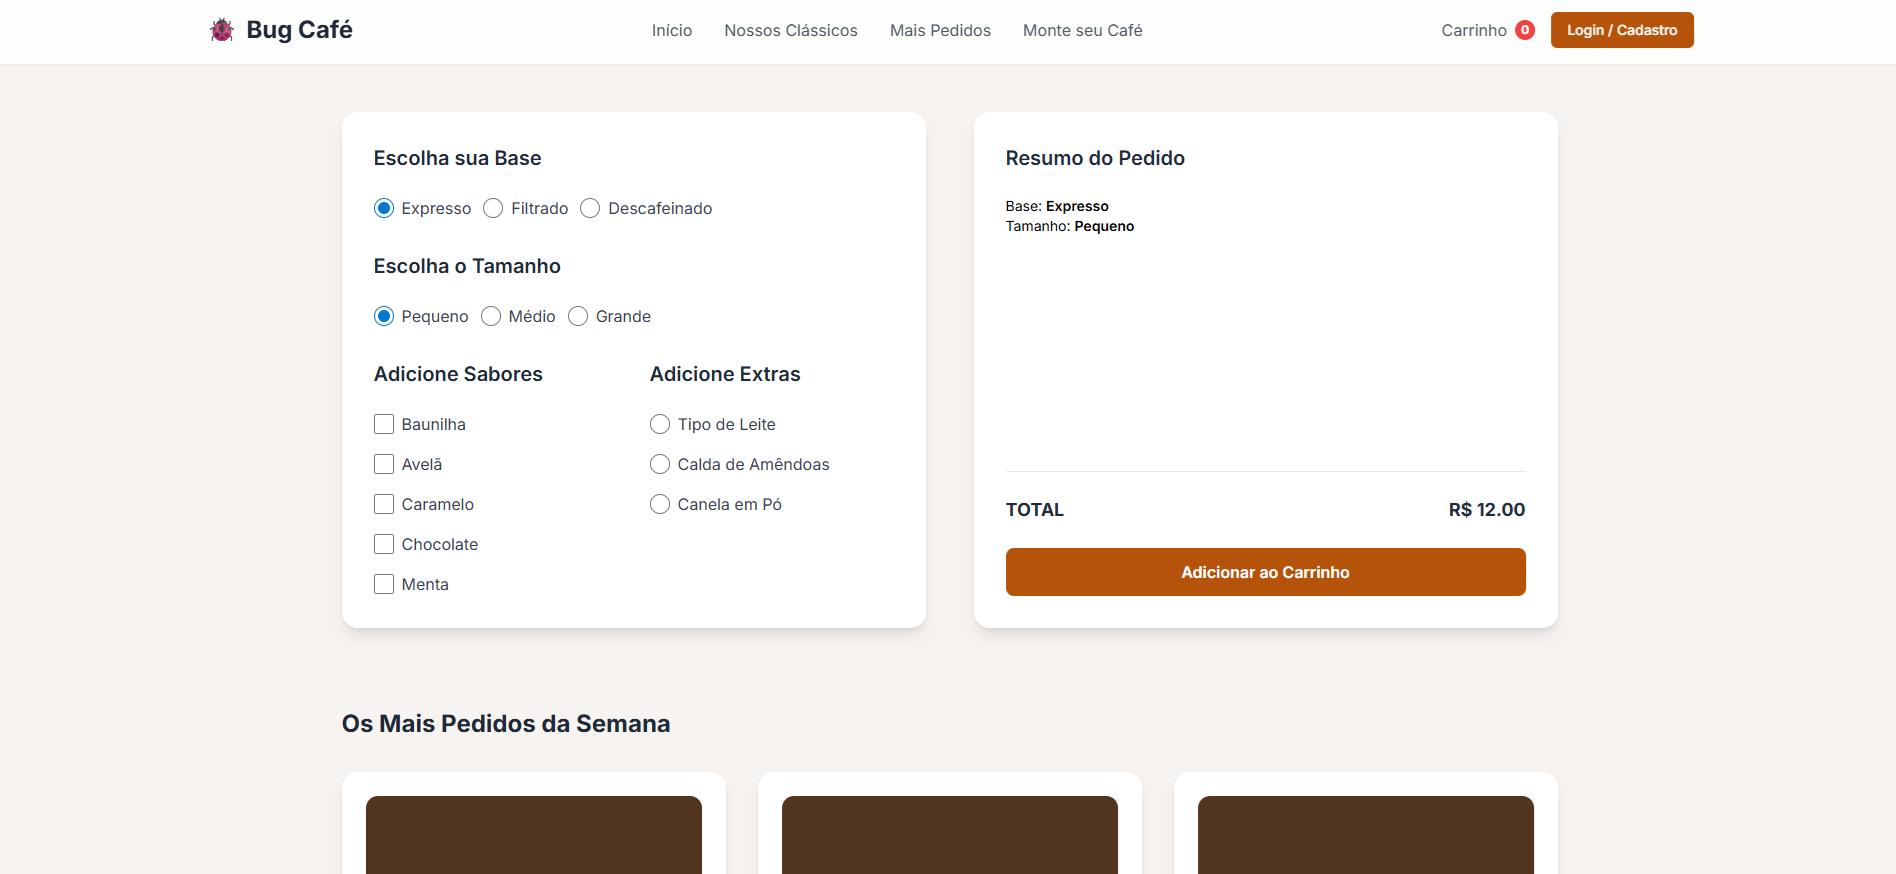 Bug Café
Início Nossos Clássicos Mais Pedidos Monte seu Café
Carrinho 0 Login / Cadastro
Escolha sua Base
Expresso Filtrado Descafeinado
Escolha o Tamanho
Pequeno Médio Grande
Adicione Sabores
Baunilha
Avelã
Caramelo
Chocolate
Menta
Adicione Extras
Tipo de Leite
Calda de Amêndoas
Canela em Pó
Resumo do Pedido
Base: Expresso
Tamanho: Pequeno
TOTAL R$ 12.00
Adicionar ao Carrinho
Os Mais Pedidos da Semana